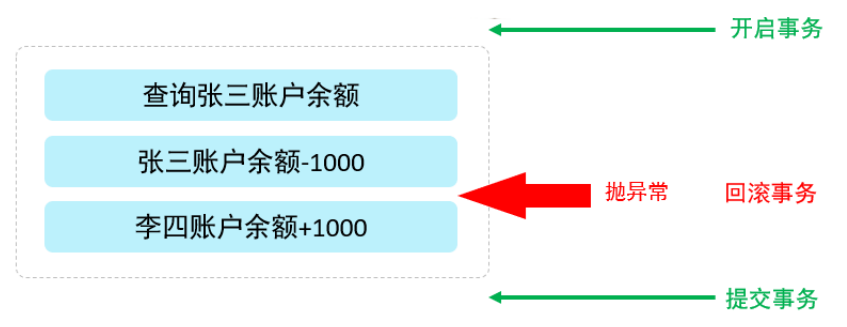 开启事务
查询张三账户余额
张三账户余额-1000
抛异常
回滚事务
李四账户余额+1000
提交事务